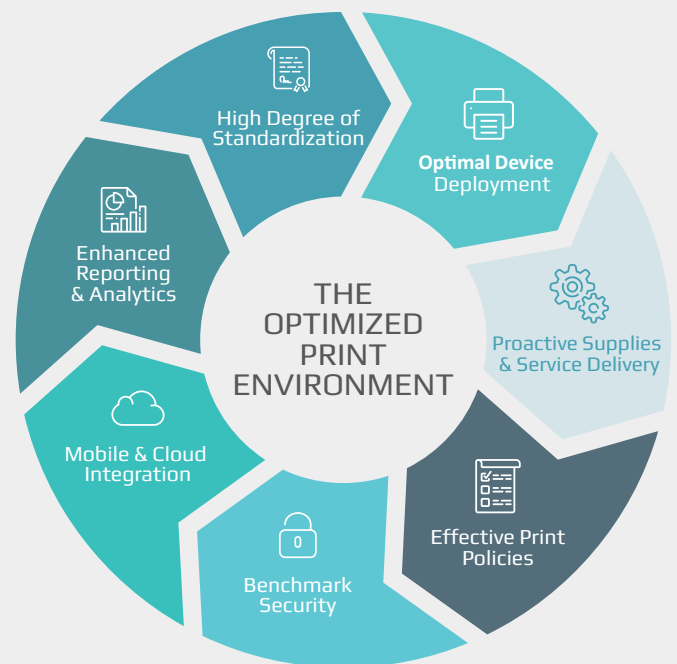 High Degree of
Standardization
Optimal Device
Deployment
Proactive Supplies
& Service Delivery
Effective Print
Policies
Benchmark
Security
Mobile & Cloud
Integration
Enhanced
Reporting
& Analytics
THE
OPTIMIZED
PRINT
ENVIRONMENT